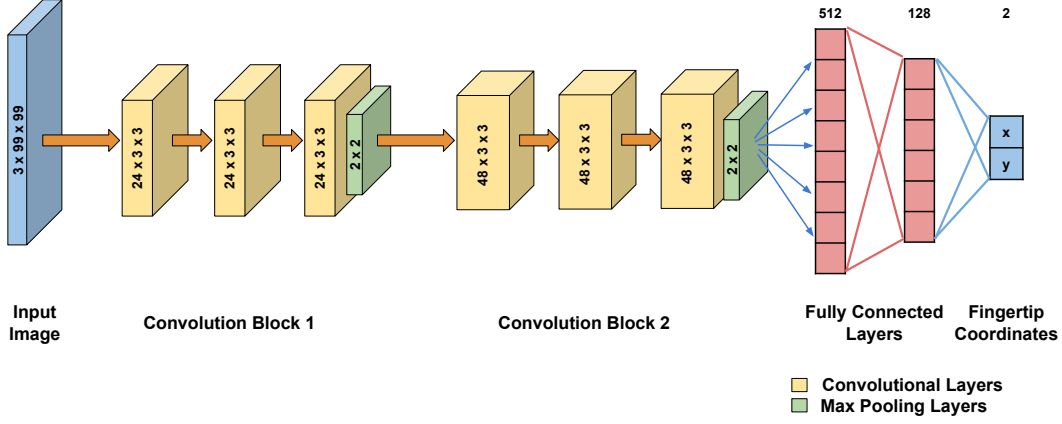 512
128
2
3 x 99 x 99
24 x 3 x 3
24 x 3 x 3
24 x 3 x 3
2 x 2
48 x 3 x 3
48 x 3 x 3
48 x 3 x 3
2 x 2
x
y
Input
Image
Convolution Block 1
Convolution Block 2
Fully Connected
Layers
Fingertip
Coordinates
Convolutional Layers
Max Pooling Layers